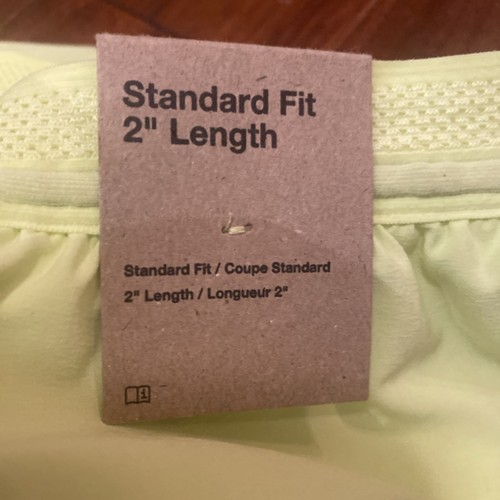 Standard Fit
2" Length
Standard Fit / Coupe Standard
2" Length / Longueur 2"